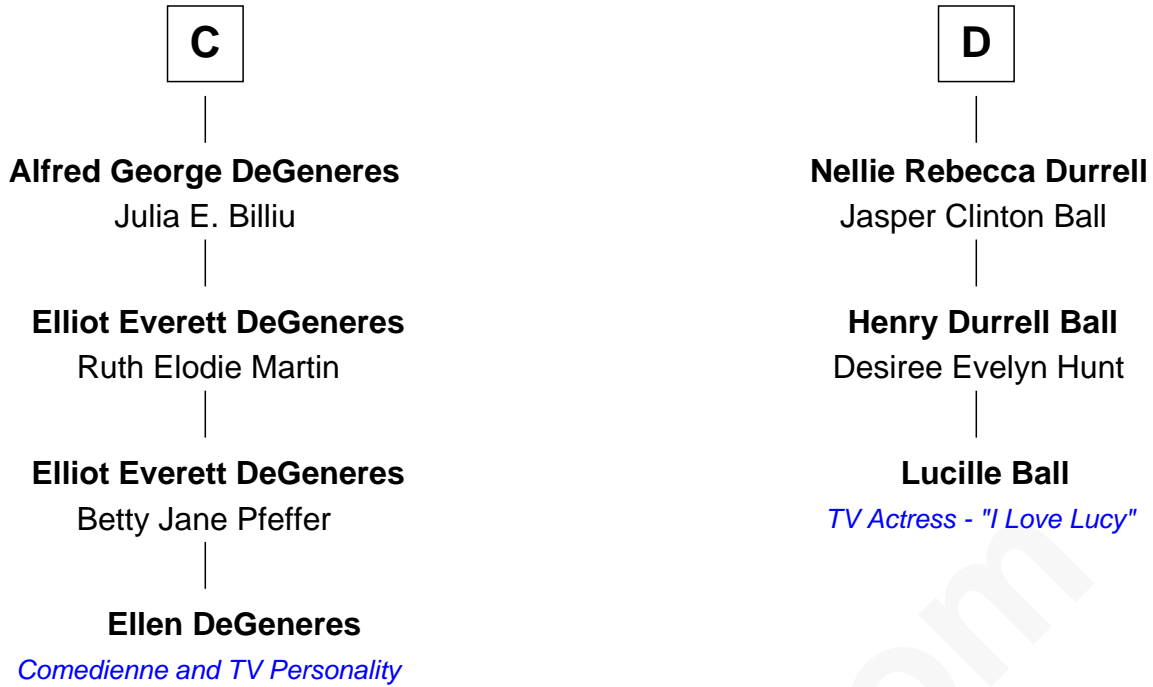 C
Alfred George DeGeneres
Julia E. Billiu
Elliot Everett DeGeneres
Ruth Elodie Martin
Elliot Everett DeGeneres
Betty Jane Pfeffer
Ellen DeGeneres
Comedienne and TV Personality
D
Nellie Rebecca Durrell
Jasper Clinton Ball
Henry Durrell Ball
Desiree Evelyn Hunt
Lucille Ball
TV Actress - "I Love Lucy"
om